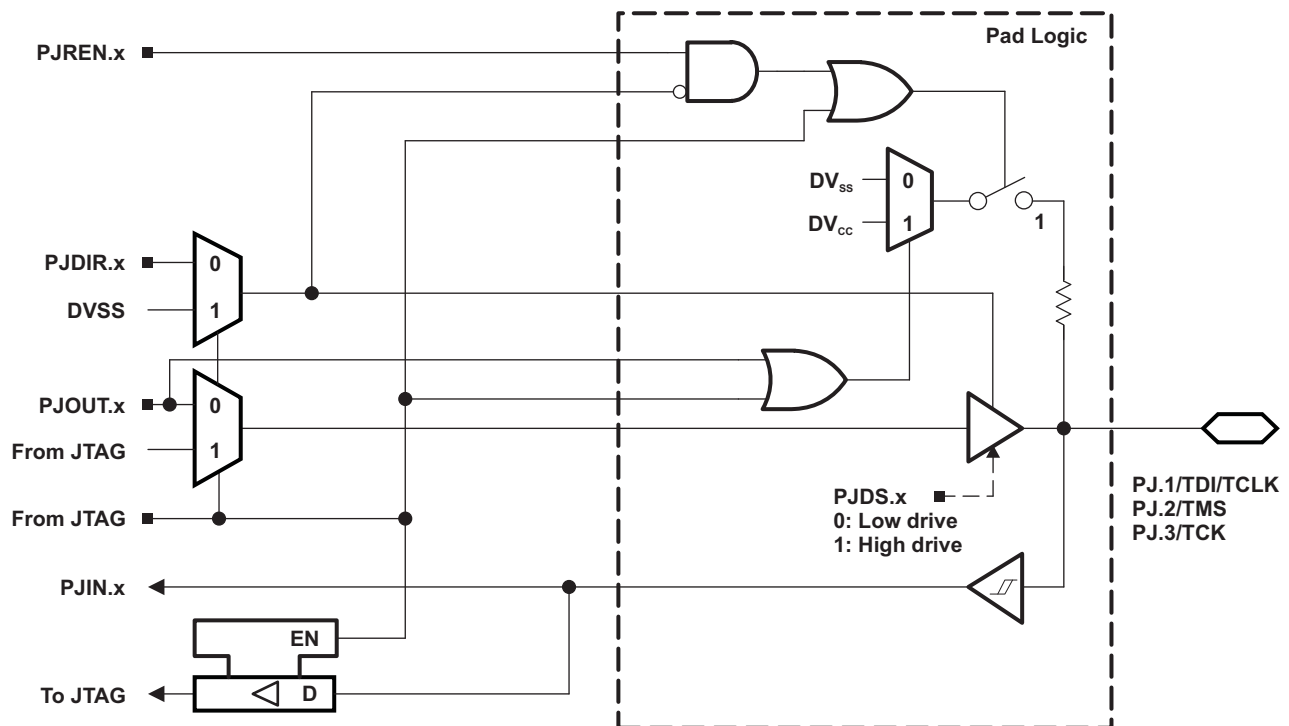 Pad Logic
PJREN.x
DVss 0
DVcc 1
1
PJDIR.x 0
DVSS 1
PJOUT.x 0
From JTAG 1
From JTAG
PJDS.x
0: Low drive
1: High drive
PJ.1/TDI/TCLK
PJ.2/TMS
PJ.3/TCK
PJIN.x
EN
To JTAG D